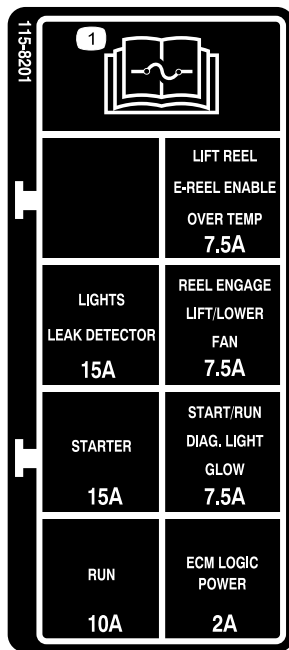 115-8201
1
LIFT REEL
E-REEL ENABLE
OVER TEMP
7.5A
LIGHTS
LEAK DETECTOR
15A
REEL ENGAGE
LIFT/LOWER
FAN
7.5A
STARTER
15A
START/RUN
DIAG. LIGHT
GLOW
7.5A
RUN
10A
ECM LOGIC
POWER
2A